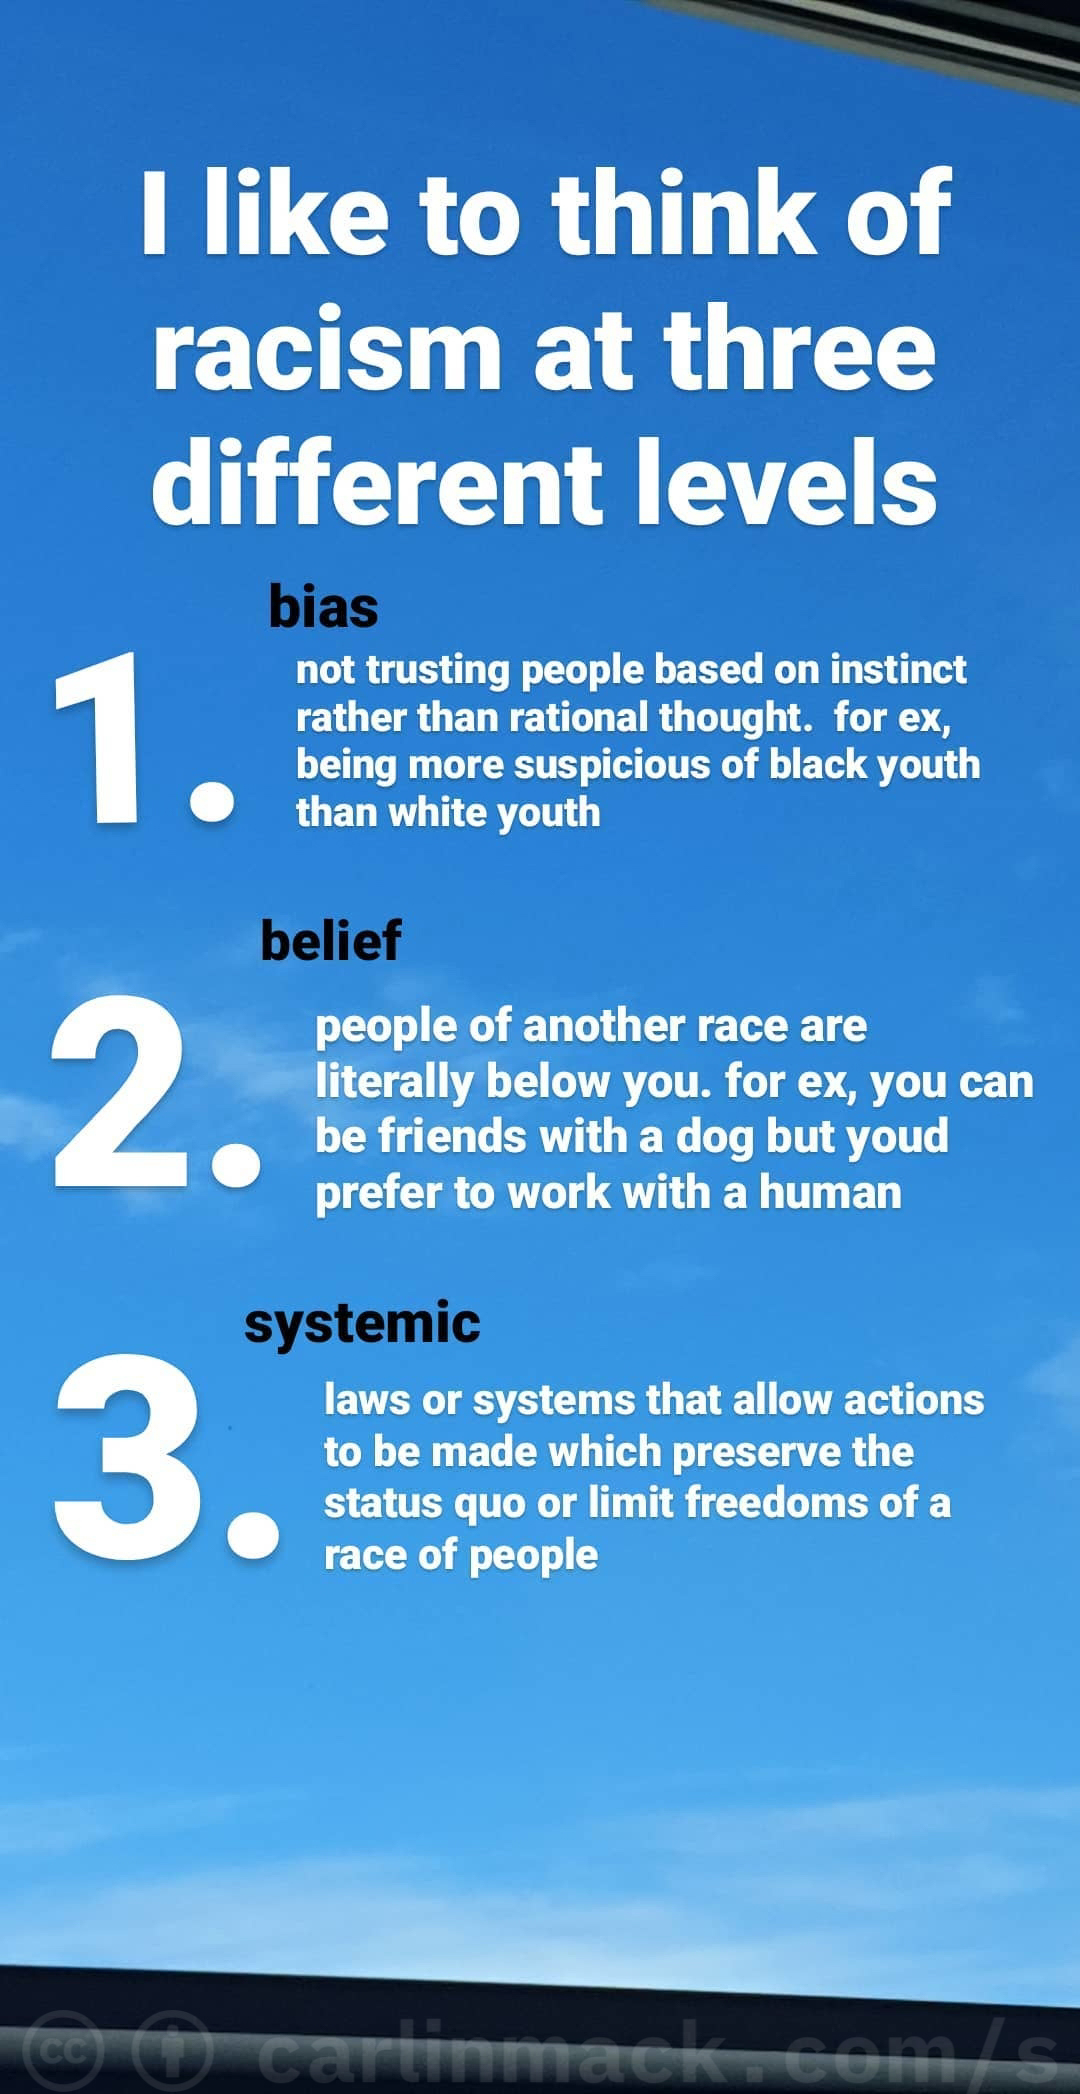 I like to think of
racism at three
different levels
bias
1.
not trusting people based on instinct
rather than rational thought.  for ex,
being more suspicious of black youth
than white youth
belief
2.
people of another race are
literally below you. for ex, you can
be friends with a dog but youd
prefer to work with a human
systemic
3.
laws or systems that allow actions
to be made which preserve the
status quo or limit freedoms of a
race of people
cc carlinmack.com/s